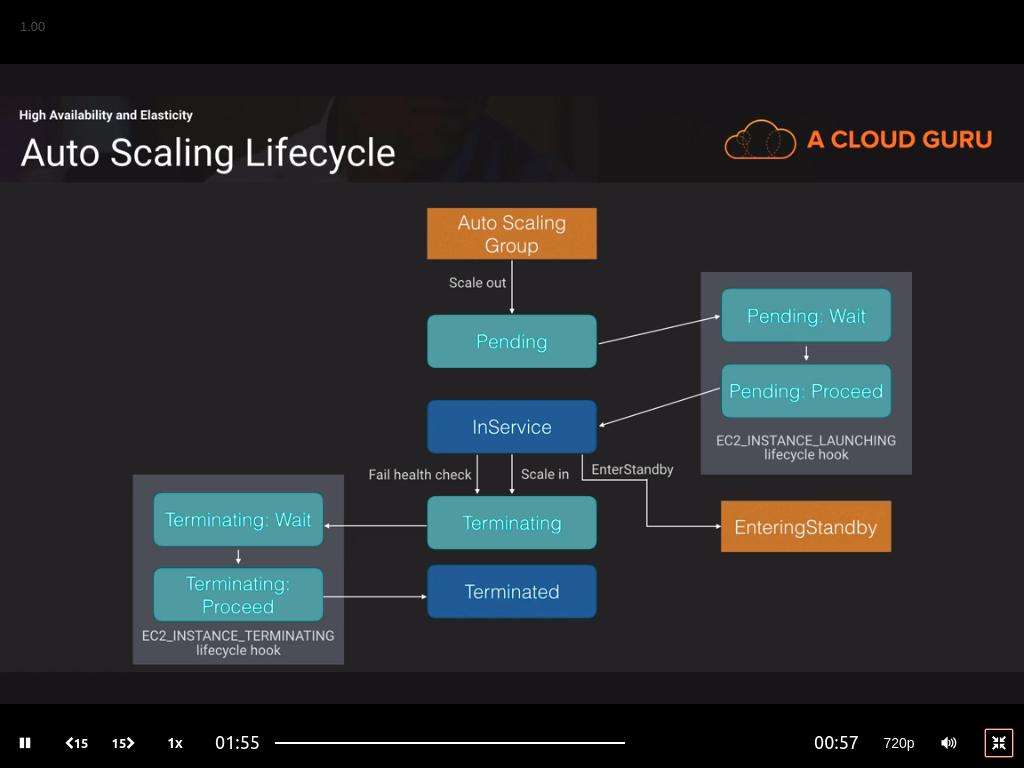 1.00
High Availability and Elasticity
Auto Scaling Lifecycle
A CLOUD GURU
Auto Scaling
Group
Scale out
Pending
Pending: Wait
Pending: Proceed
EC2_INSTANCE_LAUNCHING
lifecycle hook
InService
Fail health check
Scale in
EnterStandby
Terminating
EnteringStandby
Terminating: Wait
Terminating:
Proceed
EC2_INSTANCE_TERMINATING
lifecycle hook
Terminated
15
15
1x
01:55
00:57
720p